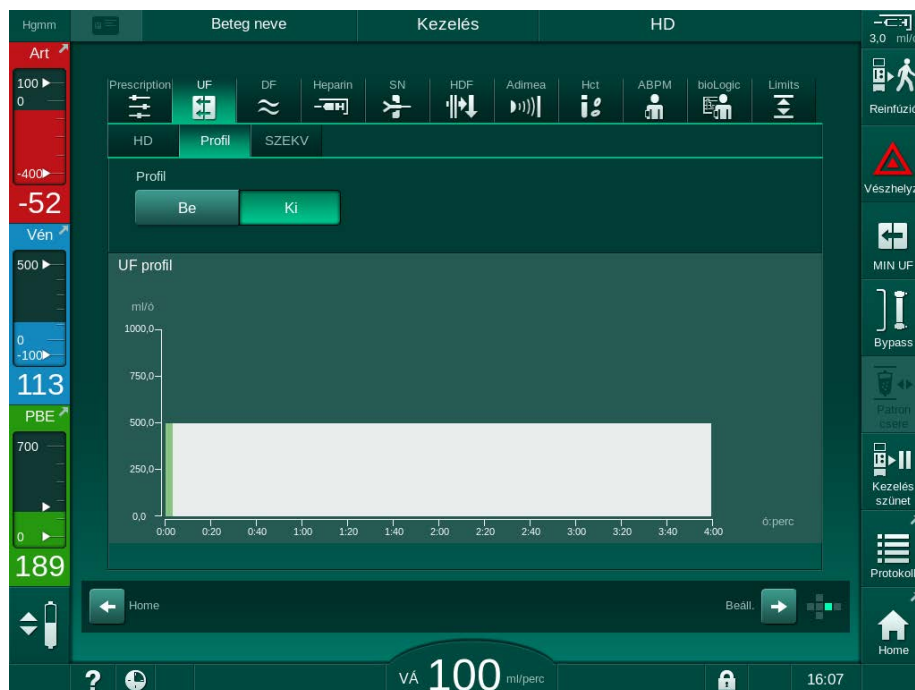 Hgmm
Beteg neve
Kezelés
HD
3,0 ml/
Art
100
0
-400
-52
Vén
500
0
-100
113
PBE
700
0
189
Prescription
UF
DF
Heparin
SN
HDF
Adimea
Hct
ABPM
bioLogic
Limits
HD
Profil
SZEKV
Profil
Be
Ki
UF profil
ml/ó
1000,0
750,0
500,0
250,0
0,0
0:00 0:20 0:40 1:00 1:20 1:40 2:00 2:20 2:40 3:00 3:20 3:40 4:00
ó:perc
Reinfúzió
Vészhelyz
MIN UF
Bypass
Patron
csere
Kezelés
szünet
Protokoll
Home
Home
Beáll.
?
VÁ 100 ml/perc
16:07